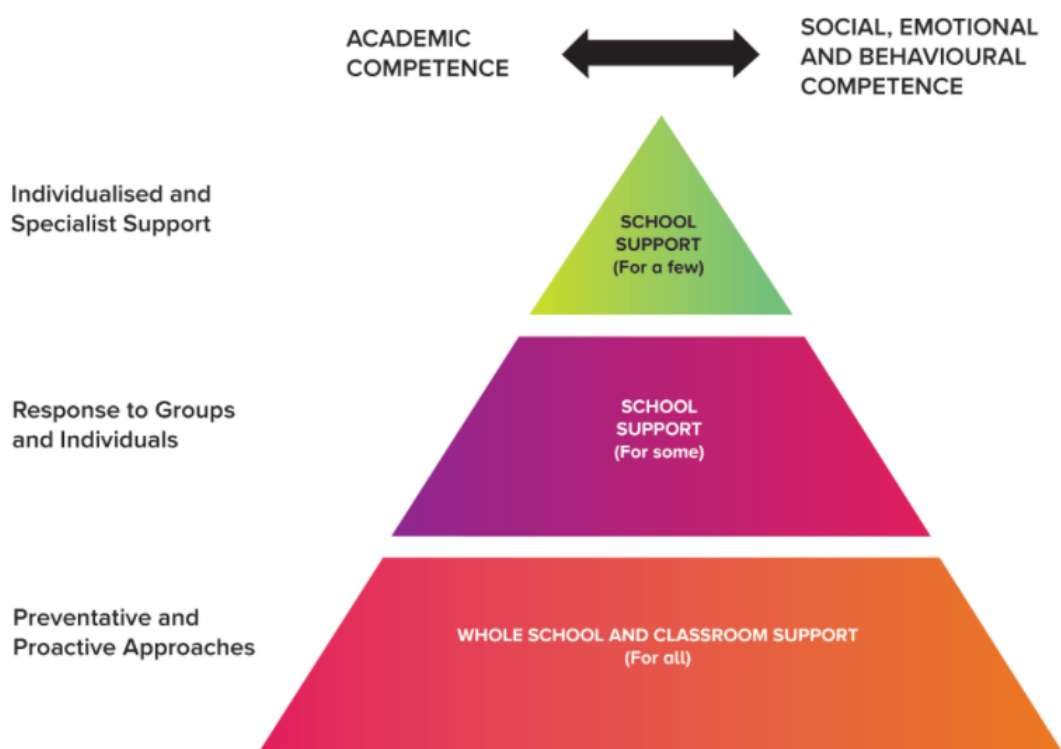 ACADEMIC
COMPETENCE
SOCIAL, EMOTIONAL
AND BEHAVIOURAL
COMPETENCE
Individualised and
Specialist Support
SCHOOL
SUPPORT
(For a few)
Response to Groups
and Individuals
SCHOOL
SUPPORT
(For some)
Preventative and
Proactive Approaches
WHOLE SCHOOL AND CLASSROOM SUPPORT
(For all)